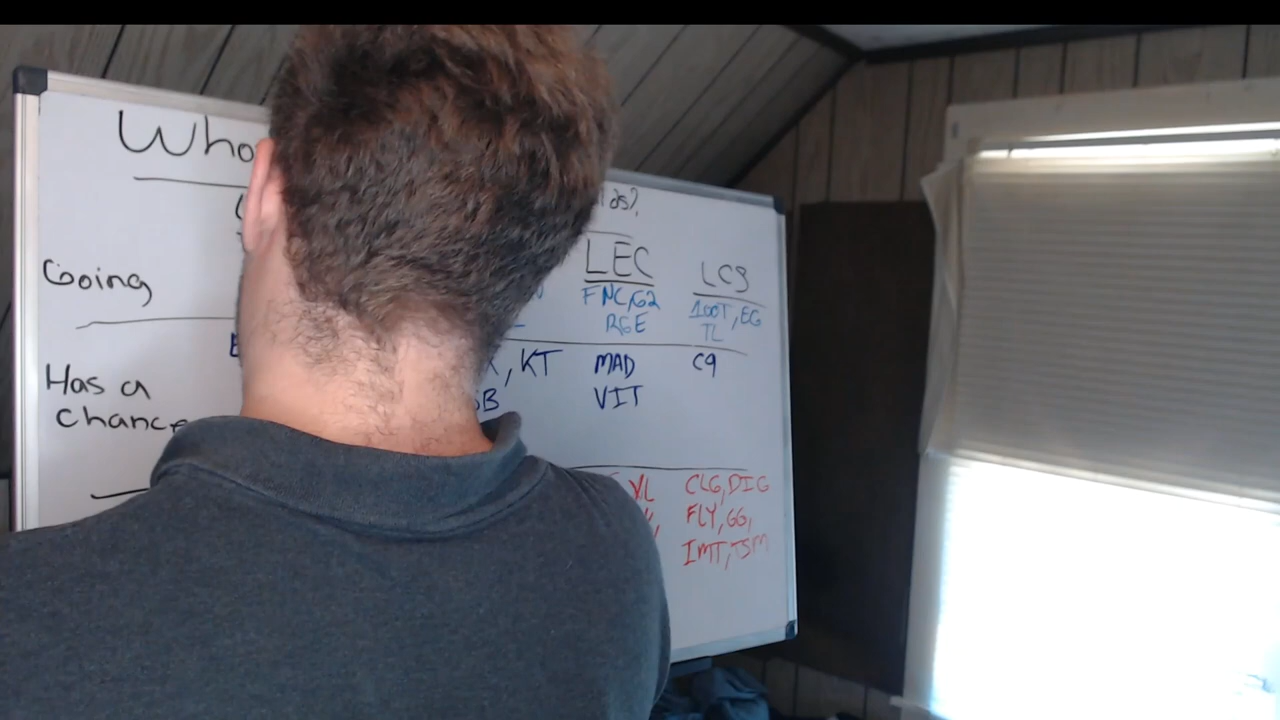 Who
Going
LEC
LCS
FNC, G2
RGE
100T, EG
TL
Has a
chance
, KT
MAD
VIT
C9
CLG, DIG
FLY, GG,
IMT, TSM